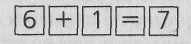 6 + 1 = 7